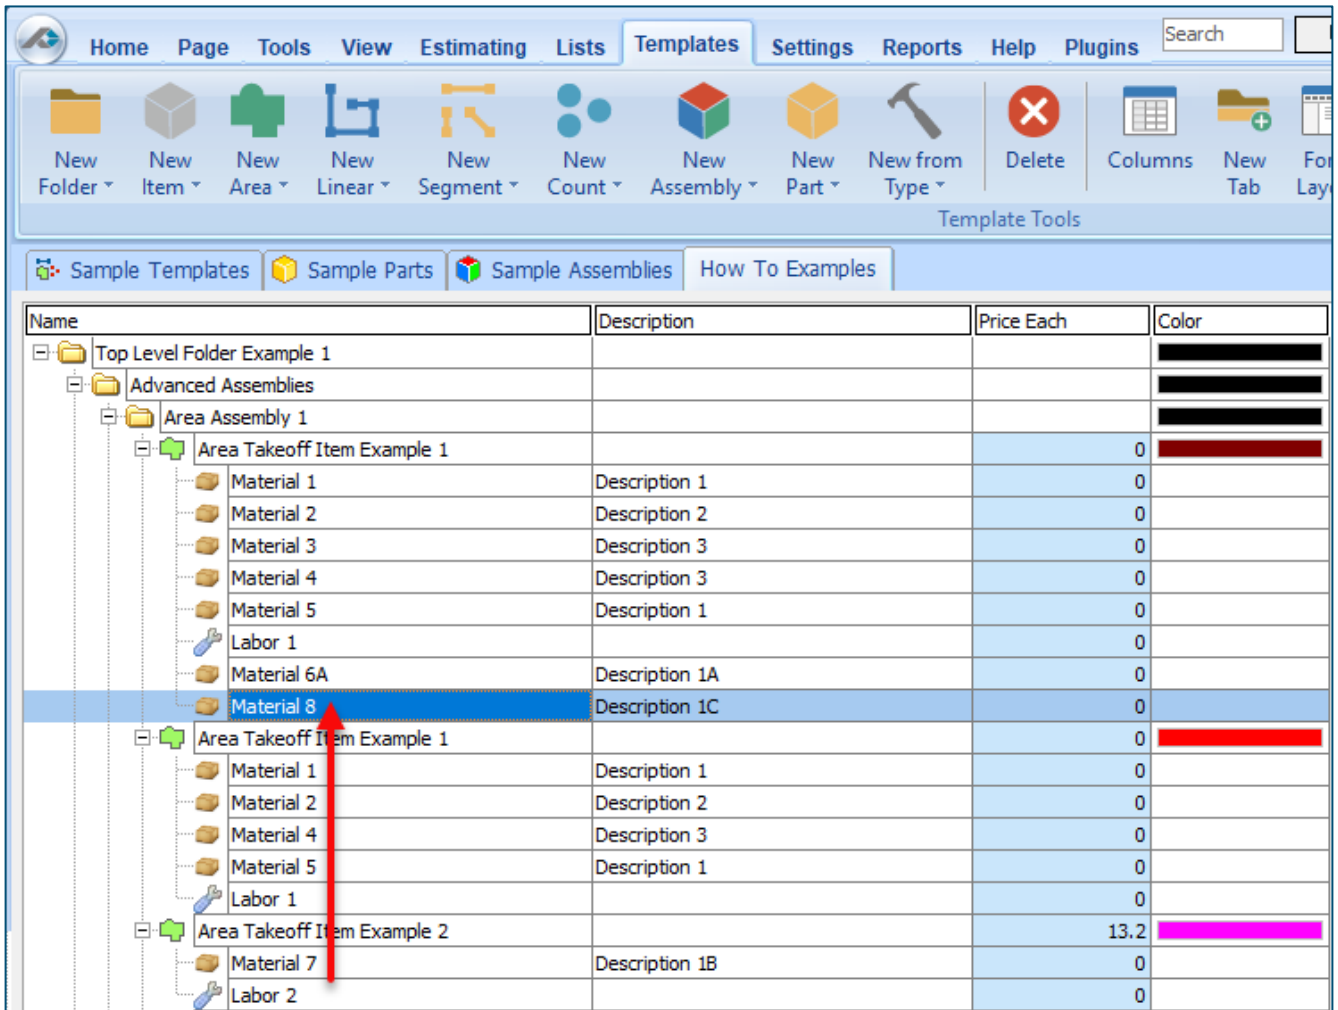 Home Page Tools View Estimating Lists Templates Settings Reports Help Plugins Search
New Folder New Item New Area New Linear New Segment New Count New Assembly New Part New from Type Delete Columns New Tab
Template Tools
Sample Templates Sample Parts Sample Assemblies How To Examples
Name Description Price Each Color
Top Level Folder Example 1
Advanced Assemblies
Area Assembly 1
Area Takeoff Item Example 1 0
Material 1 Description 1 0
Material 2 Description 2 0
Material 3 Description 3 0
Material 4 Description 3 0
Material 5 Description 1 0
Labor 1 0
Material 6A Description 1A 0
Material 8 Description 1C 0
Area Takeoff Item Example 1 0
Material 1 Description 1 0
Material 2 Description 2 0
Material 4 Description 3 0
Material 5 Description 1 0
Labor 1 0
Area Takeoff Item Example 2 13.2
Material 7 Description 1B 0
Labor 2 0